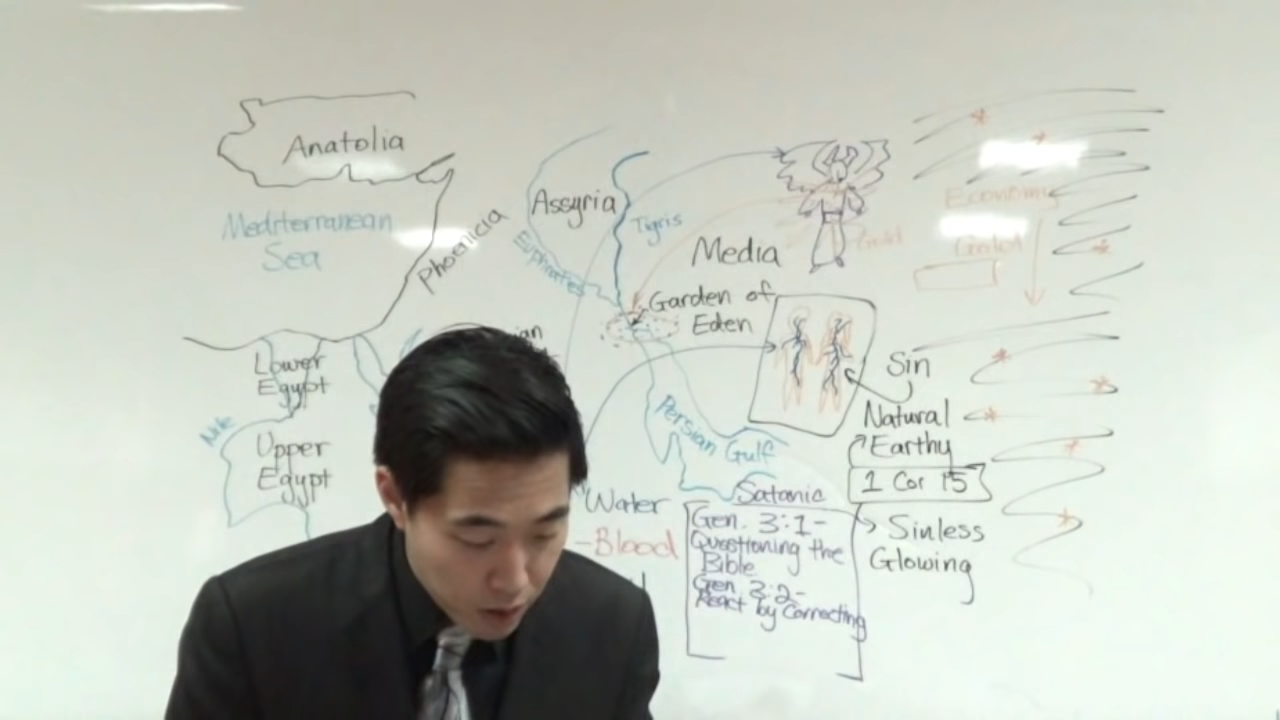 Anatolia
Mediterranean
Sea
Phoenicia
Assyria
Euphrates
Tigris
Media
Garden of
Eden
Gold
Economy
Lower
Egypt
Nile
Upper
Egypt
Persian Gulf
Sin
Natural
Earthy
1 Cor 15
Sinless
Glowing
Water
-Blood
Satanic
Gen. 3:1-
Questioning the
Bible
Gen. 3:2-
React by Correcting